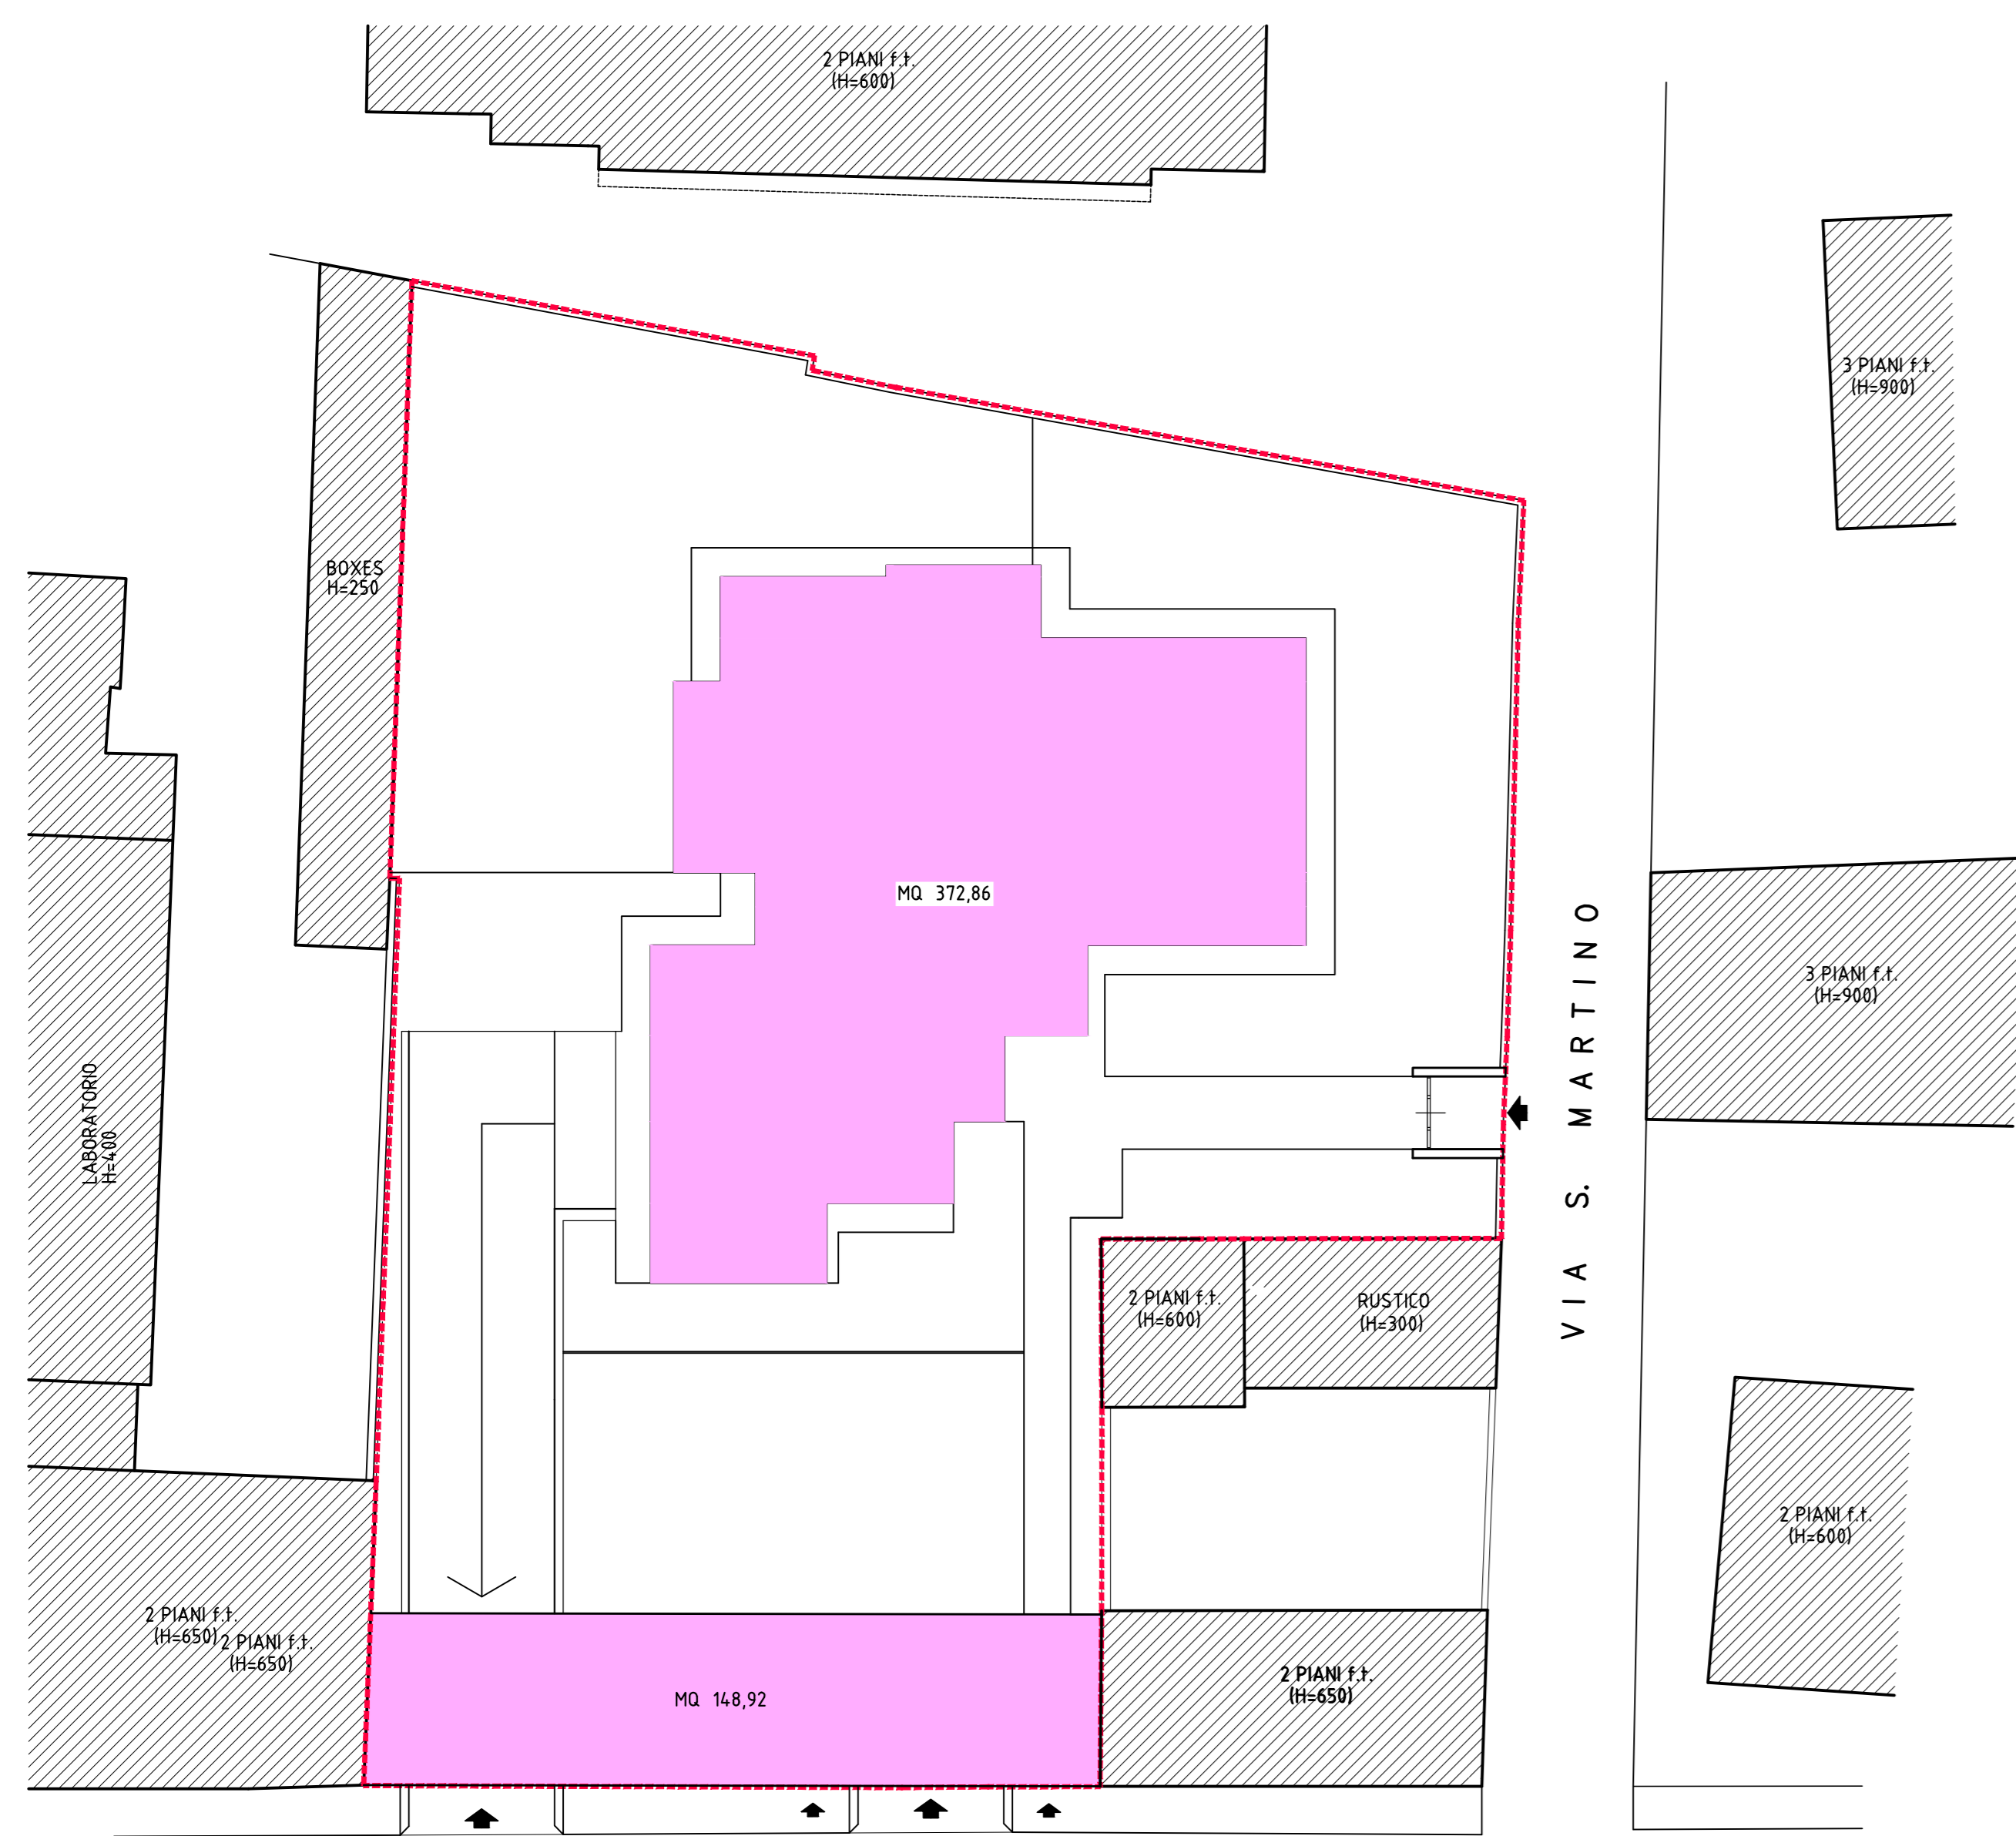 2 PIANI f.t.
(H=600)
3 PIANI f.t.
(H=900)
BOXES
H=250
MQ 372,86
3 PIANI f.t.
(H=900)
VIA S. MARTINO
LABORATORIO
H=400
2 PIANI f.t.
(H=600)
RUSTICO
(H=300)
2 PIANI f.t.
(H=600)
2 PIANI f.t.
(H=650)
2 PIANI f.t.
(H=650)
MQ 148,92
2 PIANI f.t.
(H=650)